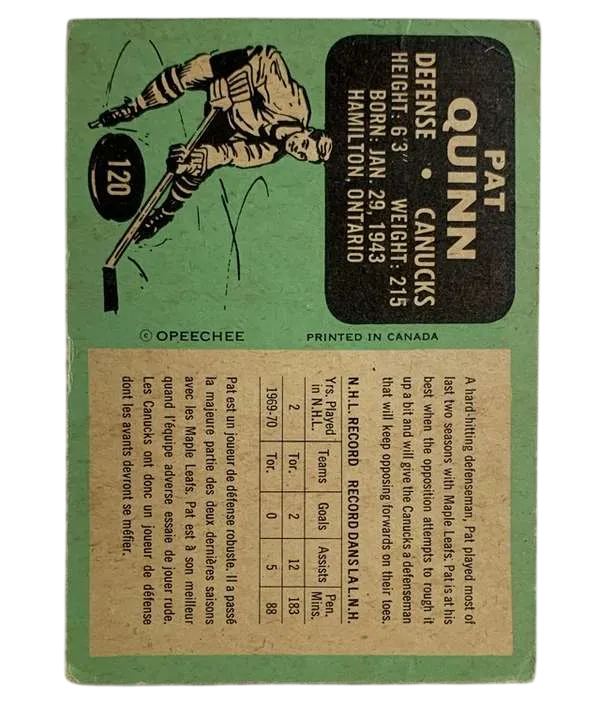 PAT
QUINN
DEFENSE • CANUCKS
HEIGHT: 6'3" WEIGHT: 215
BORN: JAN. 29, 1943
HAMILTON, ONTARIO
120
© OPEECHEE
PRINTED IN CANADA
A hard-hitting defenseman, Pat played most of
last two seasons with Maple Leafs. Pat is at his
best when the opposition attempts to rough it
up a bit and will give the Canucks a defenseman
that will keep opposing forwards on their toes.
N.H.L. RECORD RECORD DANS LA L.N.H.
Yrs. Played in N.H.L. Teams Goals Assists Pen. Mins.
2 Tor. 2 12 183
1969-70 Tor. 0 5 88
Pat est un joueur de défense robuste. Il a passé
la majeure partie des deux dernières saisons
avec les Maple Leafs. Pat est à son meilleur
quand l'équipe adverse essaie de jouer rude.
Les Canucks ont donc un joueur de défense
dont les avants devront se méfier.